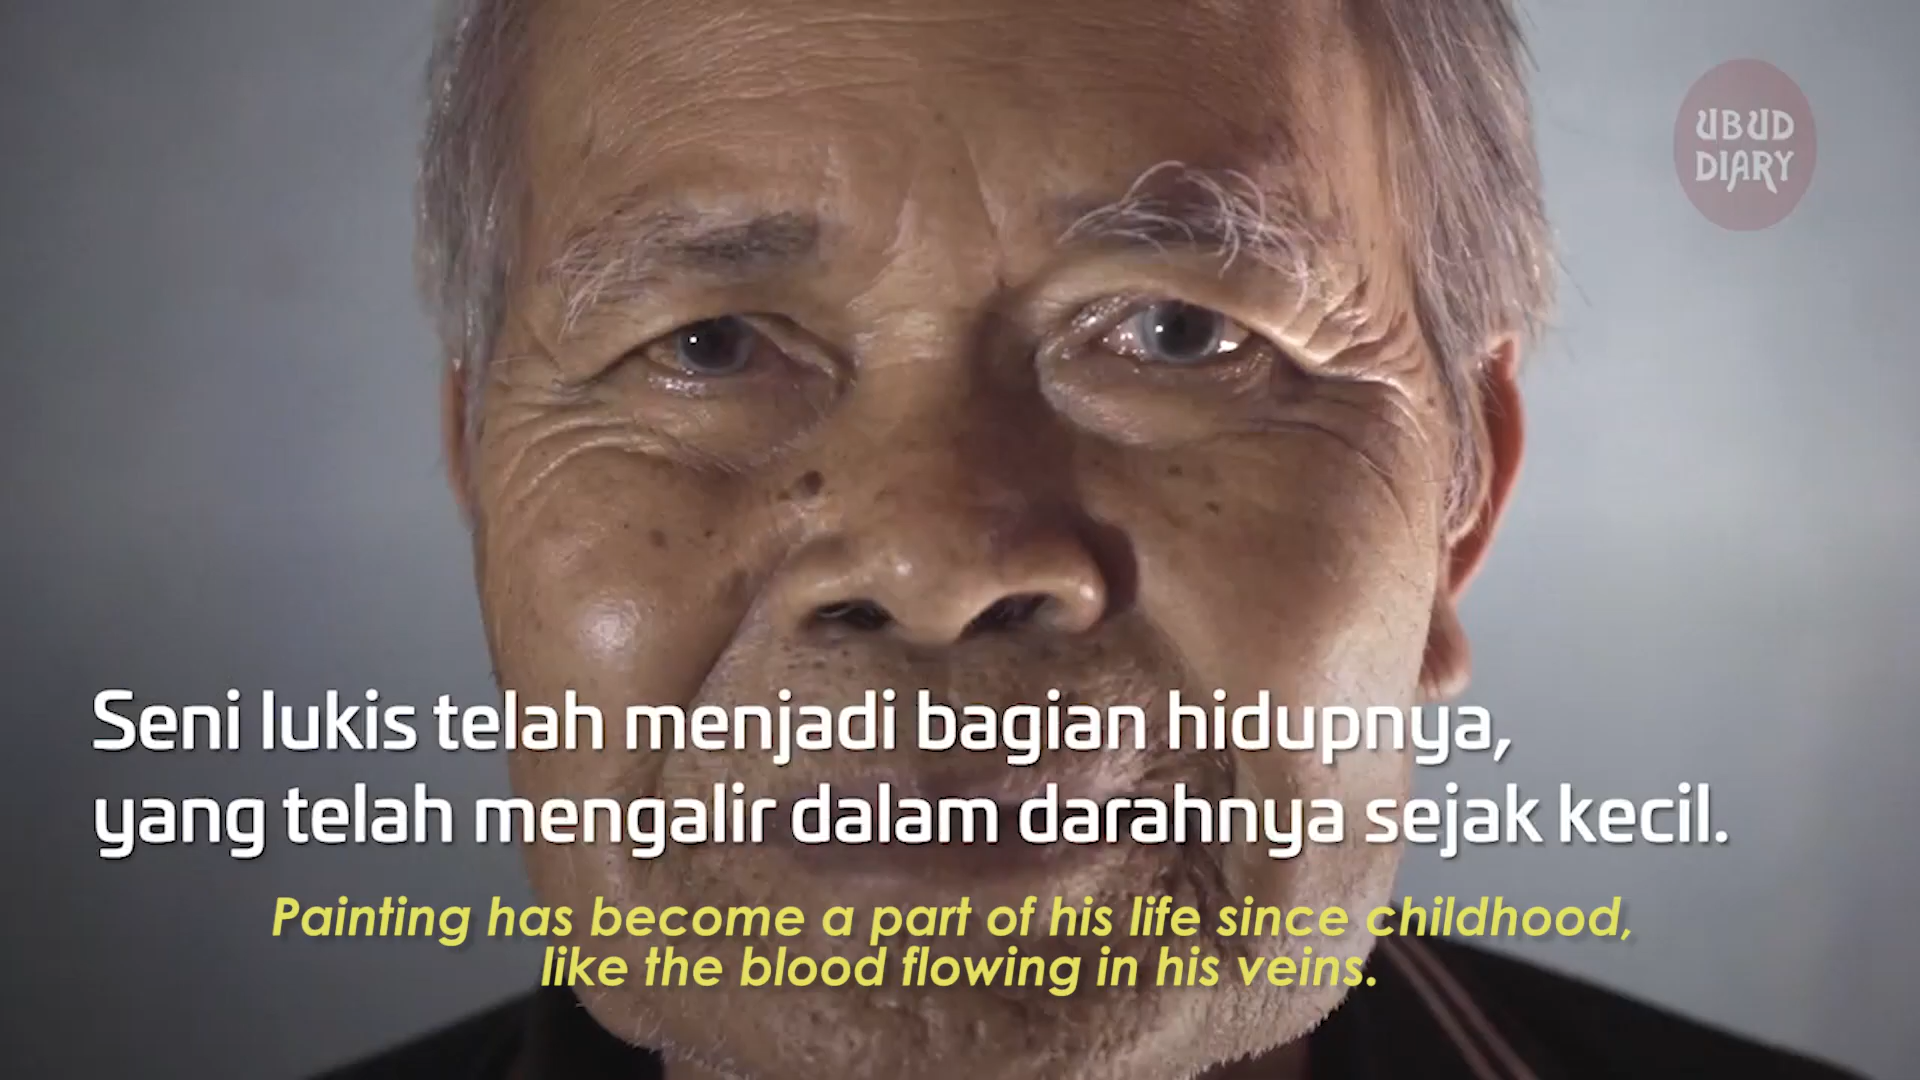 UBUD
DIARY
Seni lukis telah menjadi bagian hidupnya,
yang telah mengalir dalam darahnya sejak kecil.
Painting has become a part of his life since childhood,
like the blood flowing in his veins.